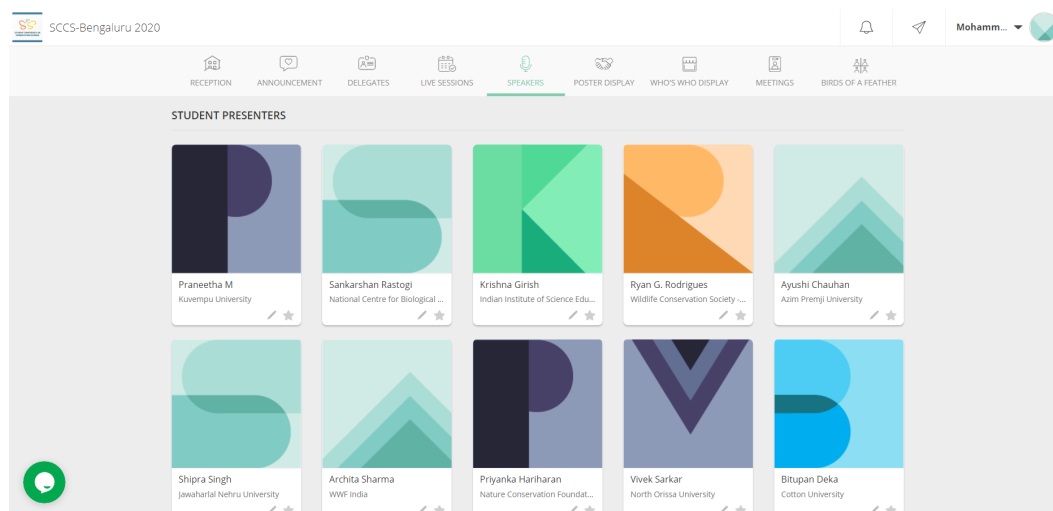 SCCS-Bengaluru 2020
Mohamm...
RECEPTION
ANNOUNCEMENT
DELEGATES
LIVE SESSIONS
SPEAKERS
POSTER DISPLAY
WHO'S WHO DISPLAY
MEETINGS
BIRDS OF A FEATHER
STUDENT PRESENTERS
Praneetha M
Kuvempu University
Sankarshan Rastogi
National Centre for Biological ...
Krishna Girish
Indian Institute of Science Edu...
Ryan G. Rodrigues
Wildlife Conservation Society -...
Ayushi Chauhan
Azim Premji University
Shipra Singh
Jawaharlal Nehru University
Archita Sharma
WWF India
Priyanka Hariharan
Nature Conservation Foundat...
Vivek Sarkar
North Orissa University
Bitupan Deka
Cotton University